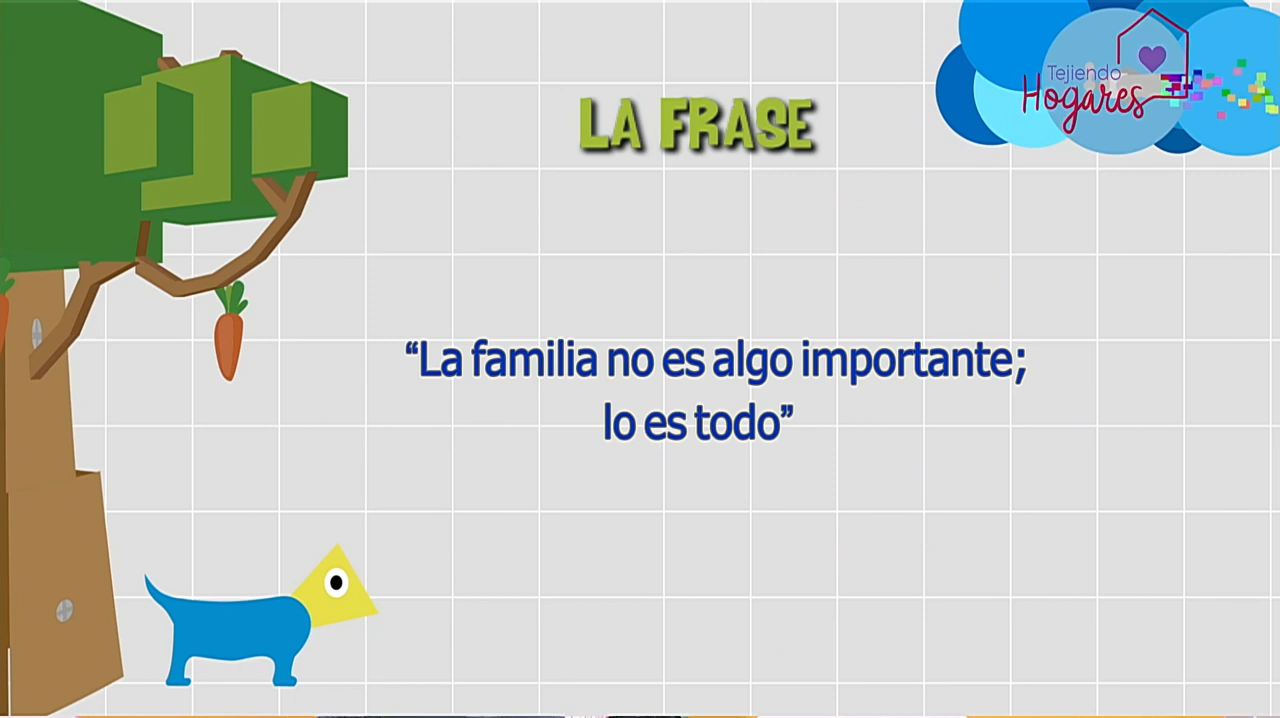 Tejiendo
Hogares
LA FRASE
“La familia no es algo importante;
lo es todo”